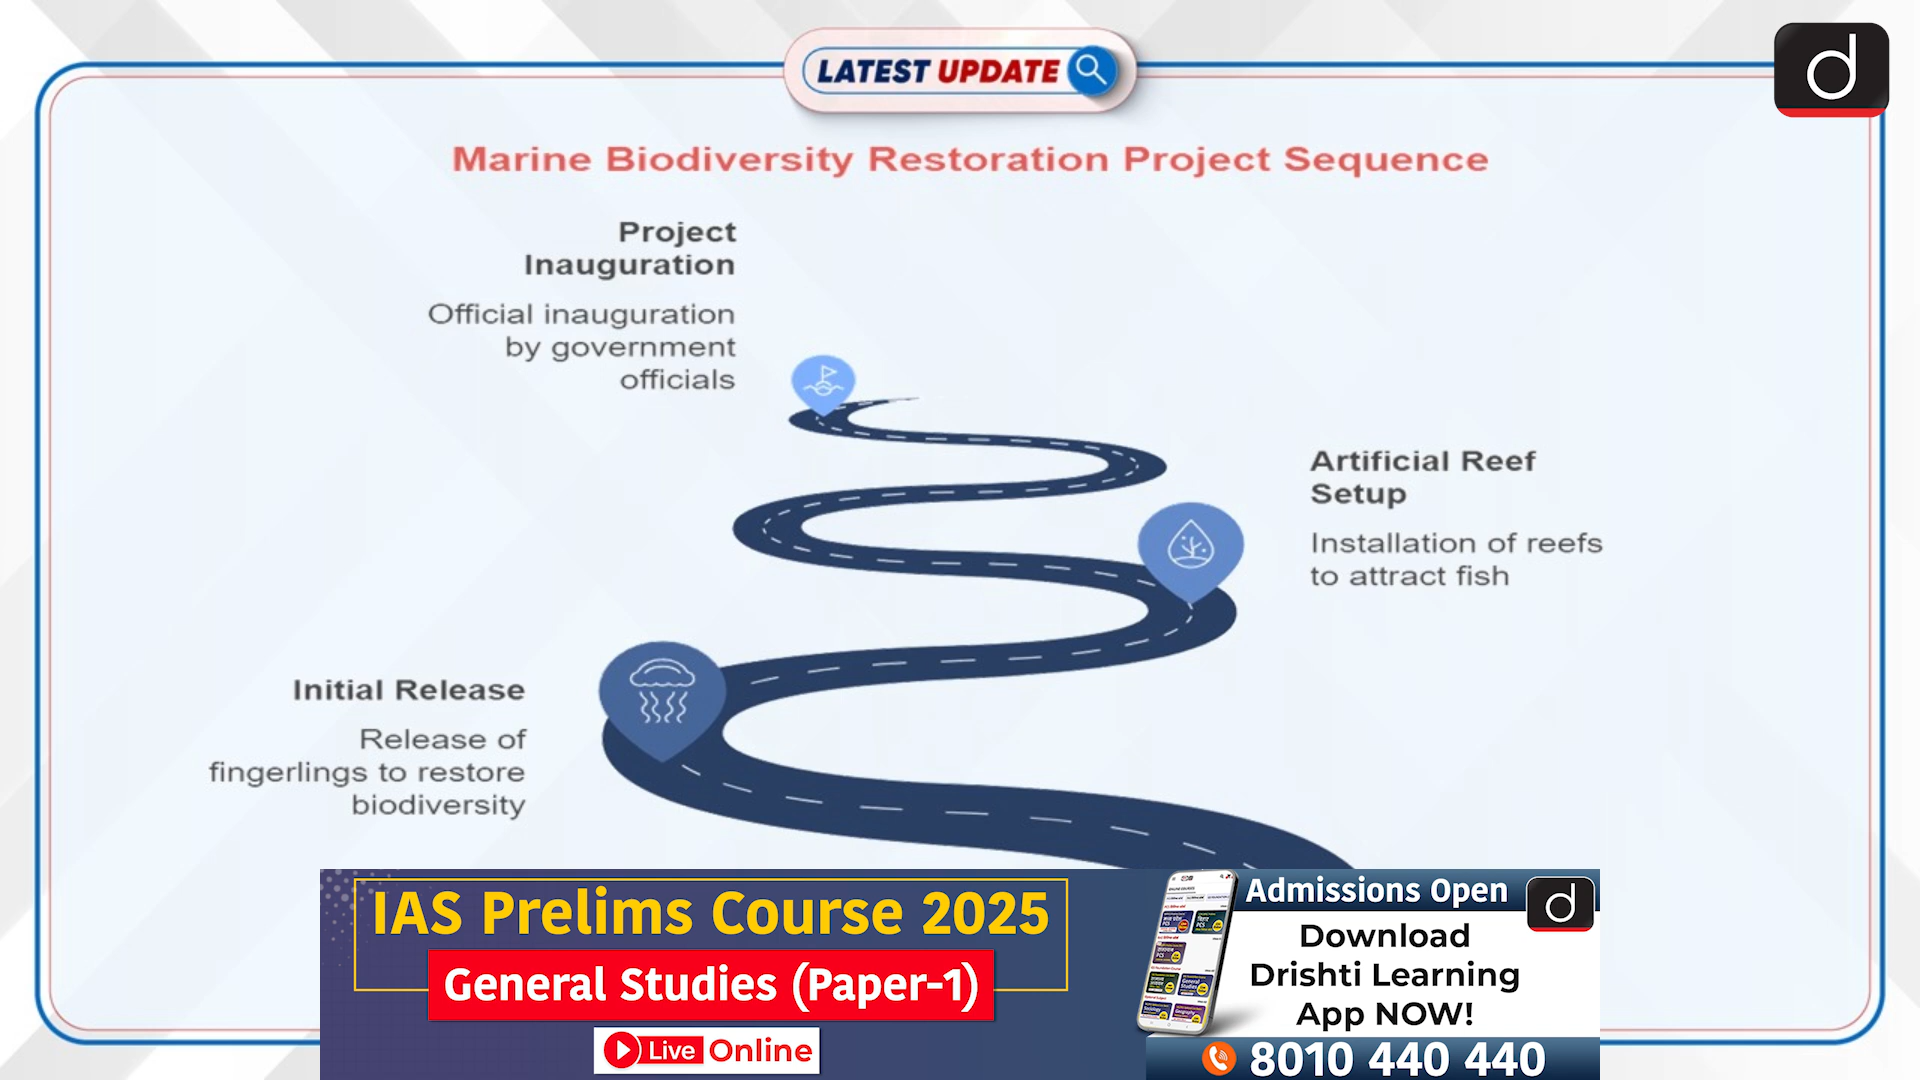 LATEST UPDATE
d
Marine Biodiversity Restoration Project Sequence
Project
Inauguration
Official inauguration
by government
officials
Artificial Reef
Setup
Installation of reefs
to attract fish
Initial Release
Release of
fingerlings to restore
biodiversity
IAS Prelims Course 2025
General Studies (Paper-1)
Live Online
Admissions Open
d
Download
Drishti Learning
App NOW!
8010 440 440